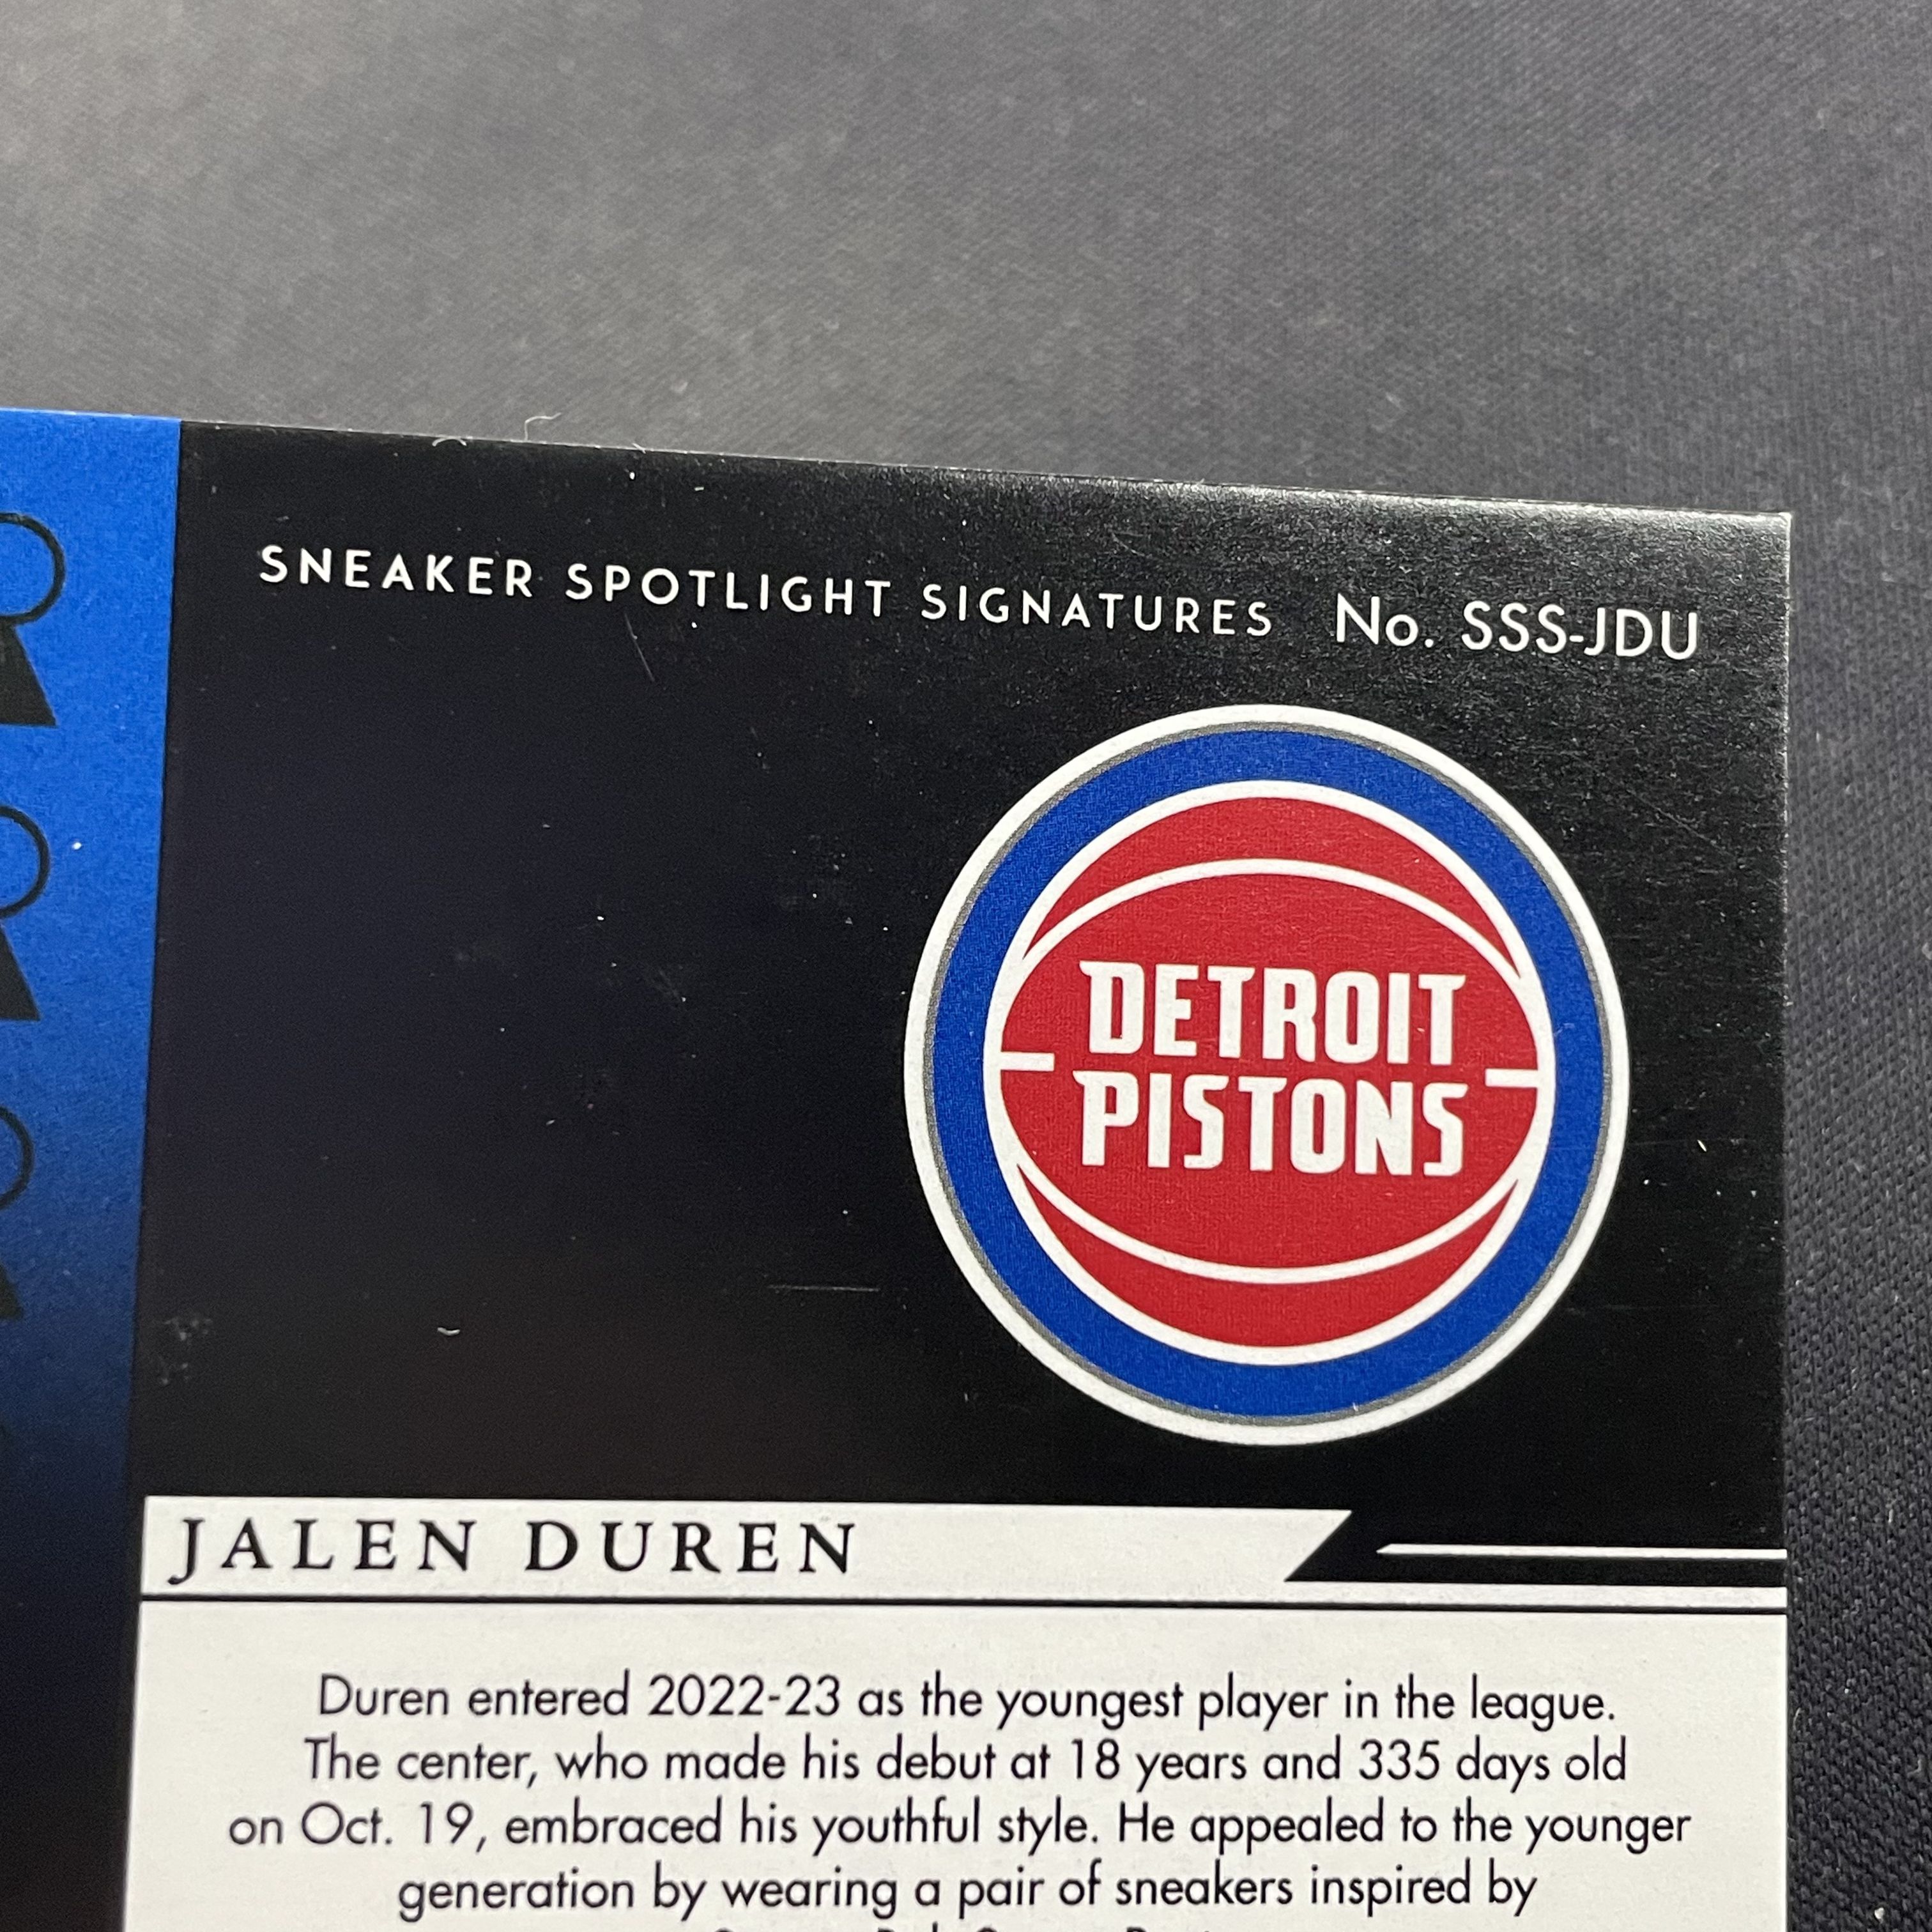 SNEAKER SPOTLIGHT SIGNATURES No. SSS-JDU
DETROIT
PISTONS
JALEN DUREN
Duren entered 2022-23 as the youngest player in the league.
The center, who made his debut at 18 years and 335 days old
on Oct. 19, embraced his youthful style. He appealed to the younger
generation by wearing a pair of sneakers inspired by